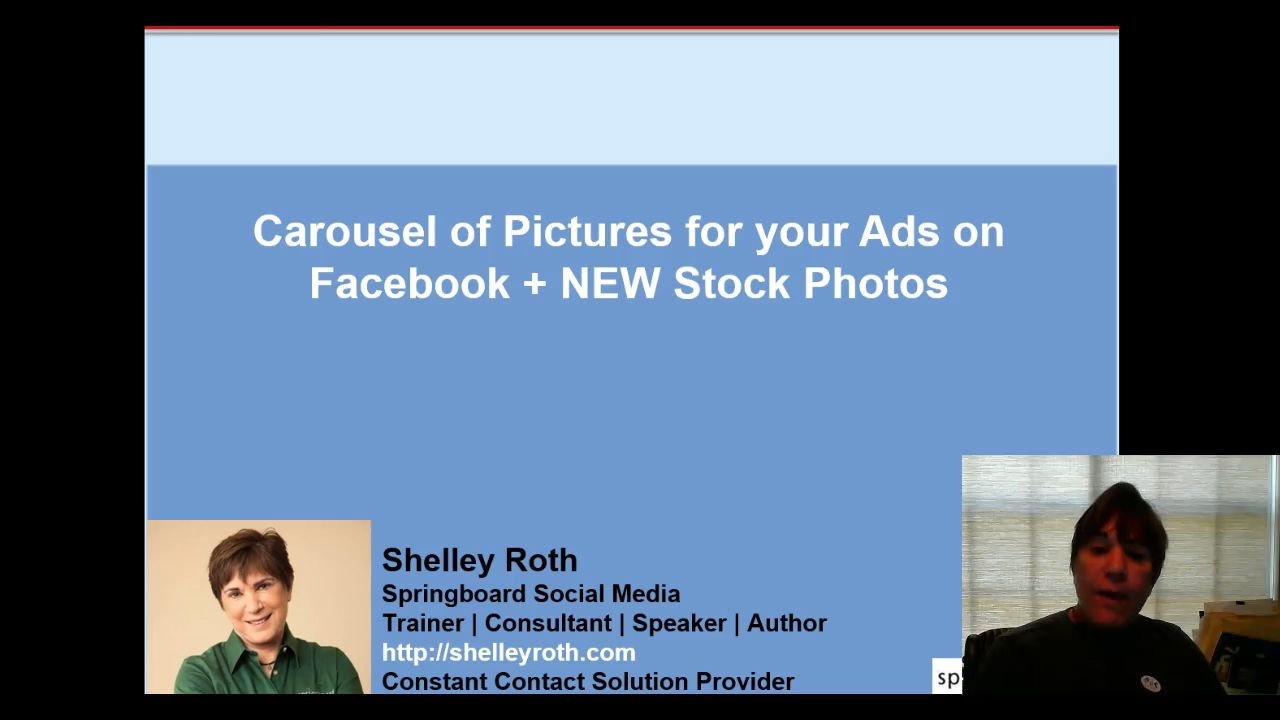 Carousel of Pictures for your Ads on
Facebook + NEW Stock Photos
Shelley Roth
Springboard Social Media
Trainer | Consultant | Speaker | Author
http://shelleyroth.com
Constant Contact Solution Provider
sp